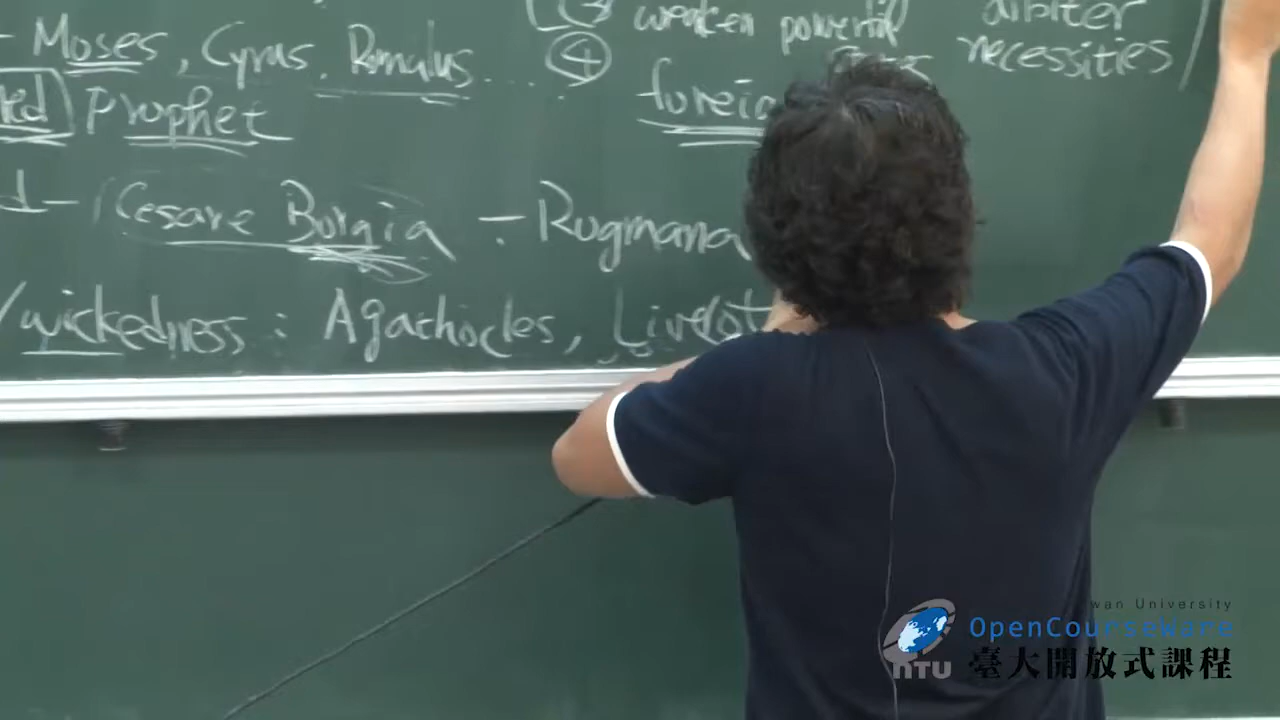 - Moses, Cyrus, Romulus...
ed) Prophet
d - Cesare Borgia - Rugmana
/wickedness : Agathocles, Liverot
③ weaken powerful
④
foreig
arbiter
necessities
wan University
OpenCourseWare
NTU 臺大開放式課程